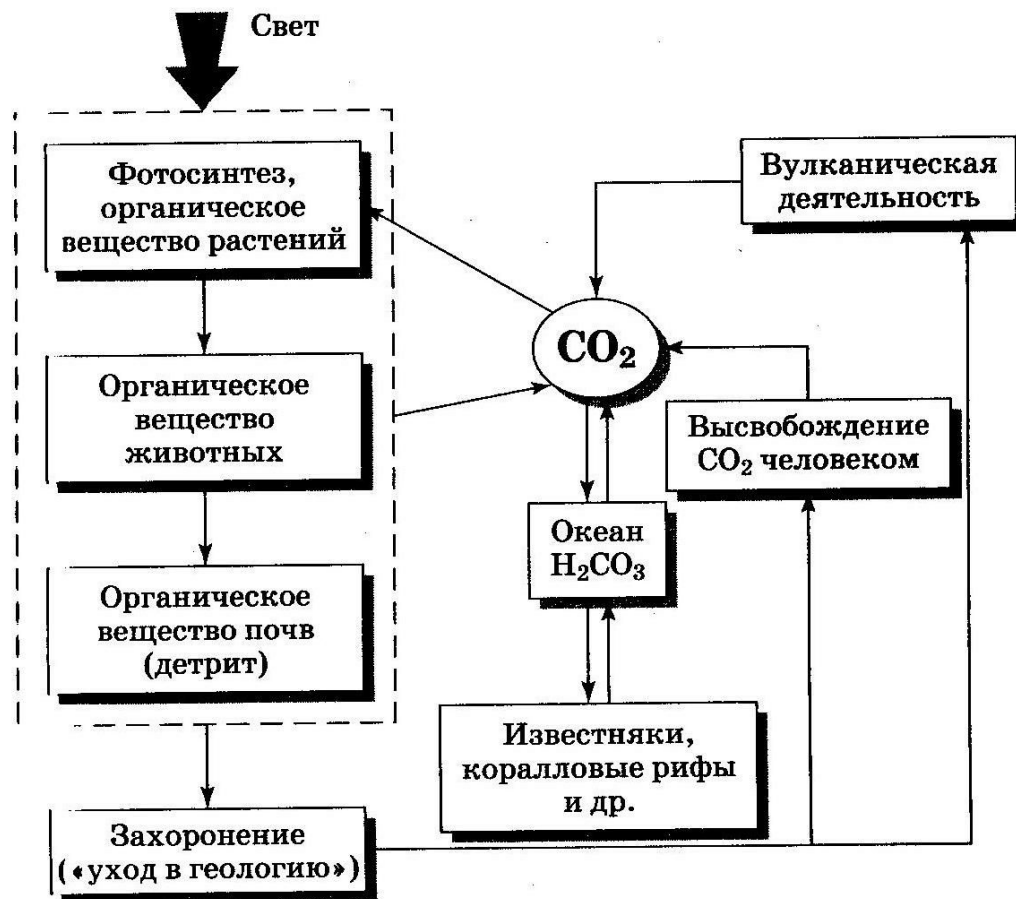 Свет
Фотосинтез,
органическое
вещество растений
Вулканическая
деятельность
CO₂
Органическое
вещество
животных
Высвобождение
CO₂ человеком
Океан
H₂CO₃
Органическое
вещество почв
(детрит)
Известняки,
коралловые рифы
и др.
Захоронение
(«уход в геологию»)